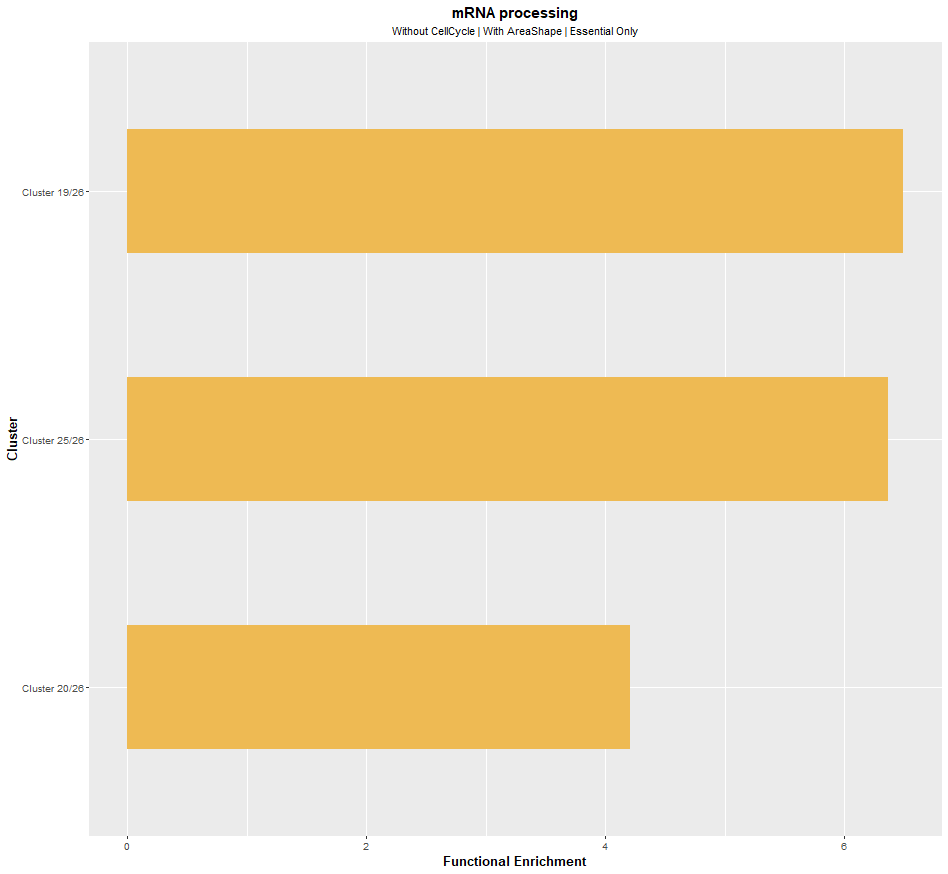 mRNA processing
Without CellCycle | With AreaShape | Essential Only
Cluster
Cluster 19/26
Cluster 25/26
Cluster 20/26
0 2 4 6
Functional Enrichment